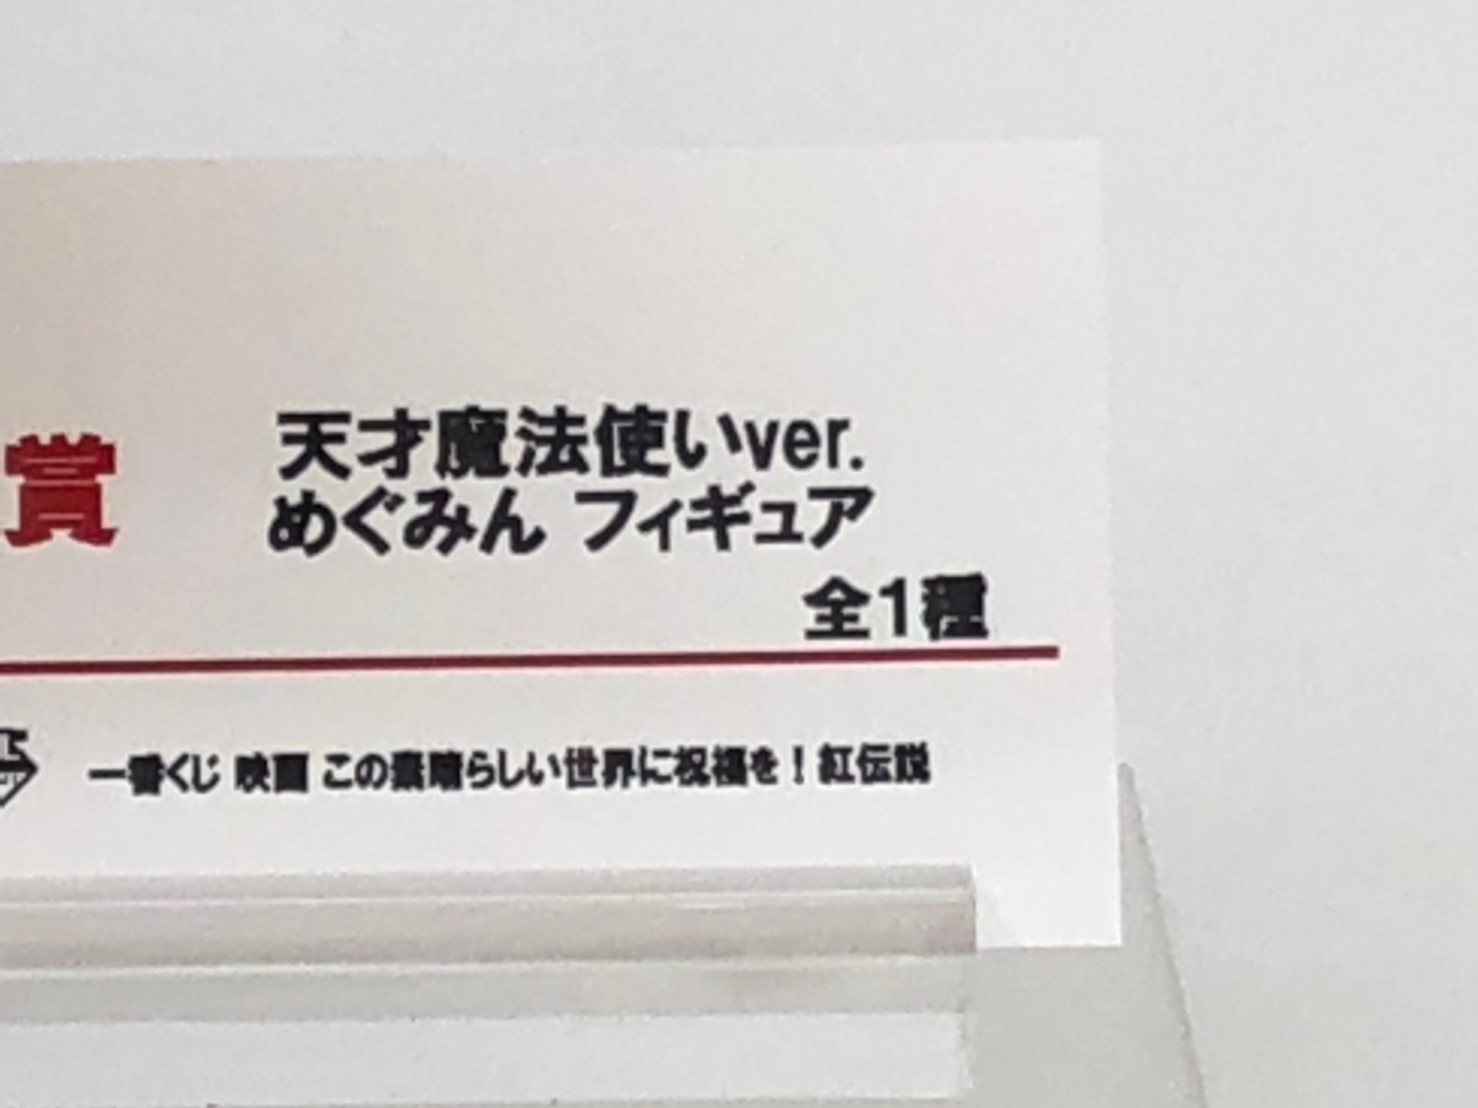 賞
天才魔法使いver.
めぐみん フィギュア
全1種
一番くじ 映画 この素晴らしい世界に祝福を！紅伝説